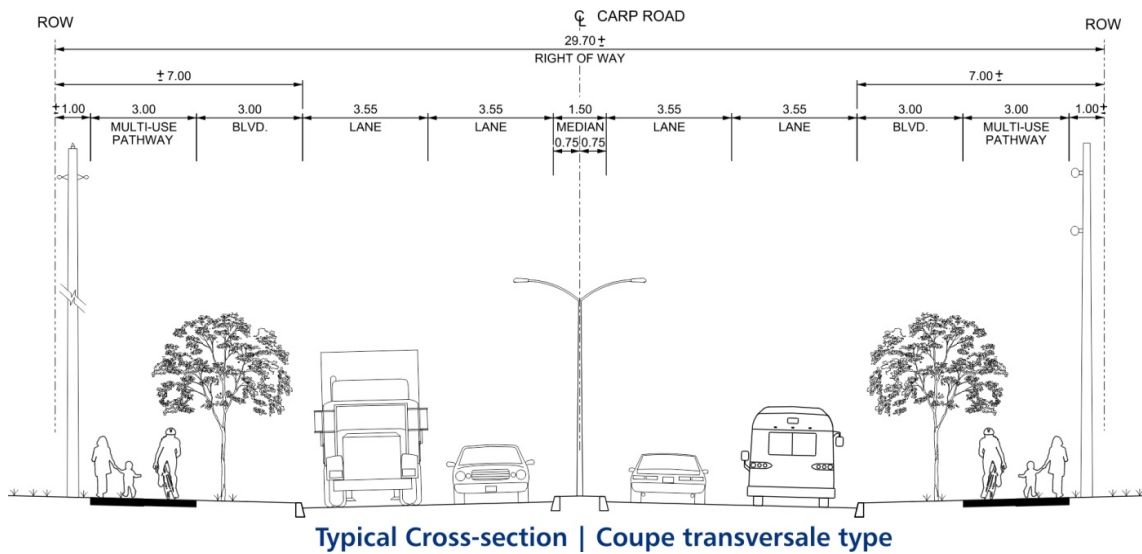 ℄ CARP ROAD
ROW
ROW
29.70 ±
RIGHT OF WAY
± 7.00
7.00 ±
± 1.00
3.00
3.00
3.55
3.55
1.50
3.55
3.55
3.00
3.00
1.00 ±
MULTI-USE
PATHWAY
BLVD.
LANE
LANE
MEDIAN
LANE
LANE
BLVD.
MULTI-USE
PATHWAY
0.75
0.75
Typical Cross-section | Coupe transversale type